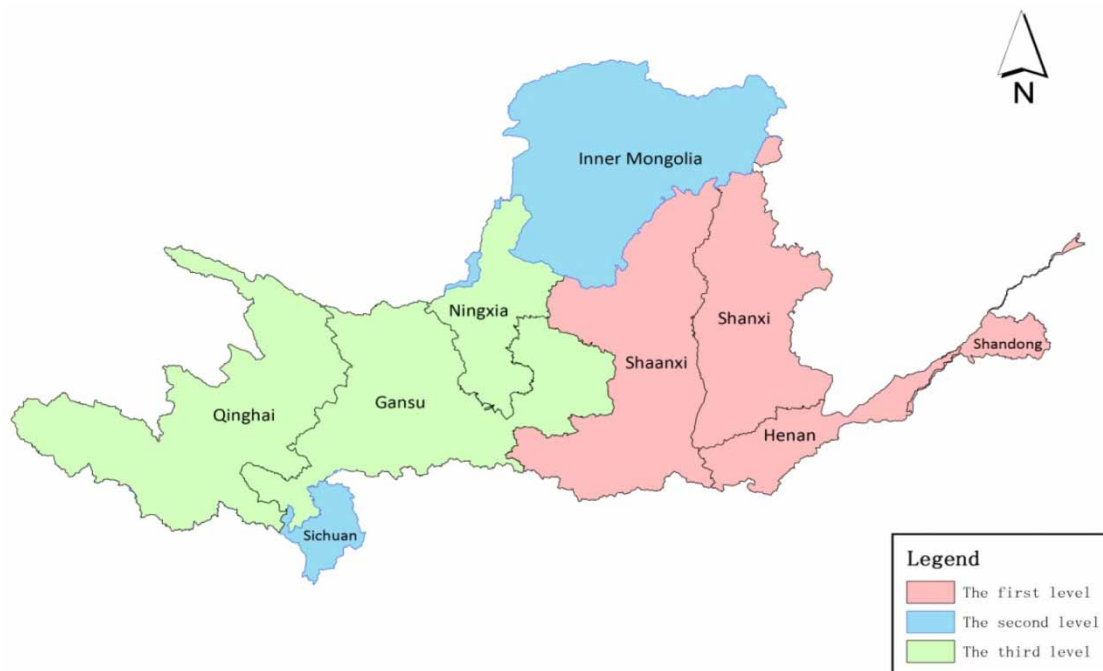 N
Inner Mongolia
Ningxia
Shanxi
Shaanxi
Shandong
Qinghai
Gansu
Henan
Sichuan
Legend
The first level
The second level
The third level